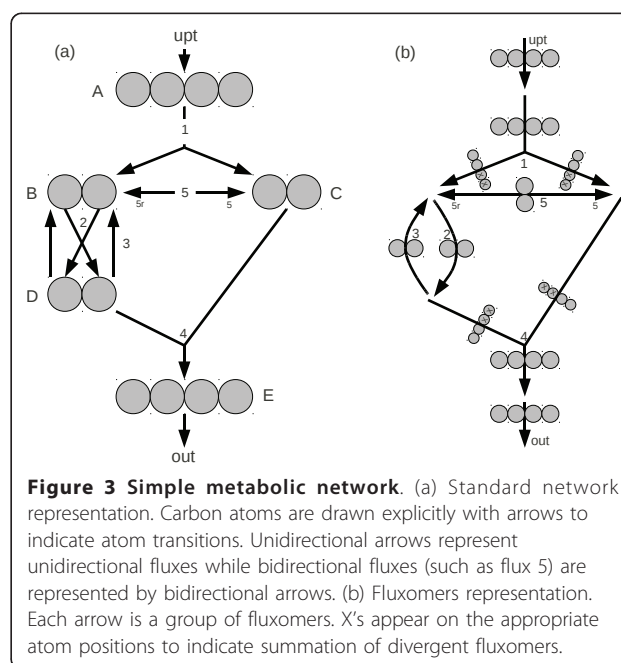 (a)
upt
A
1
B
5r
5
5
C
2
3
D
4
E
out
(b)
upt
1
5r
5
5
3
2
4
out
Figure 3 Simple metabolic network. (a) Standard network
representation. Carbon atoms are drawn explicitly with arrows to
indicate atom transitions. Unidirectional arrows represent
unidirectional fluxes while bidirectional fluxes (such as flux 5) are
represented by bidirectional arrows. (b) Fluxomers representation.
Each arrow is a group of fluxomers. X's appear on the appropriate
atom positions to indicate summation of divergent fluxomers.